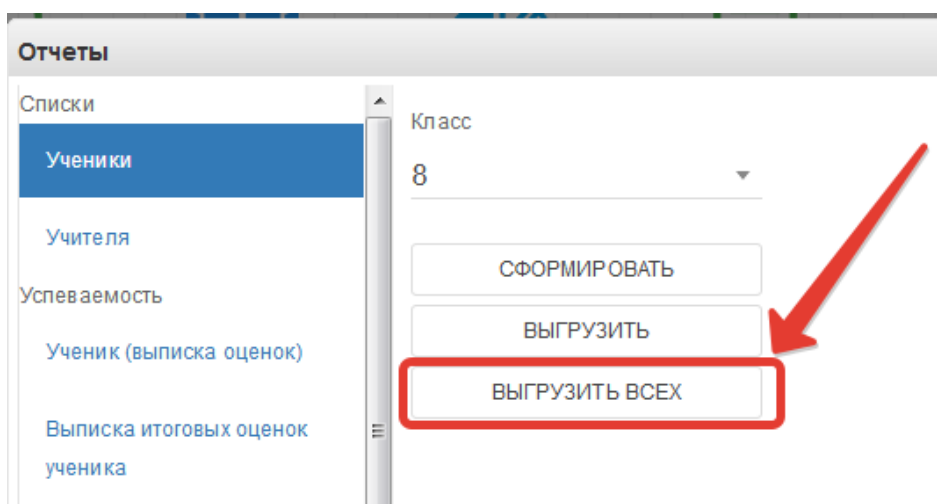 Отчеты
Списки
Ученики
Учителя
Успеваемость
Ученик (выписка оценок)
Выписка итоговых оценок
ученика
Класс
8
СФОРМИРОВАТЬ
ВЫГРУЗИТЬ
ВЫГРУЗИТЬ ВСЕХ